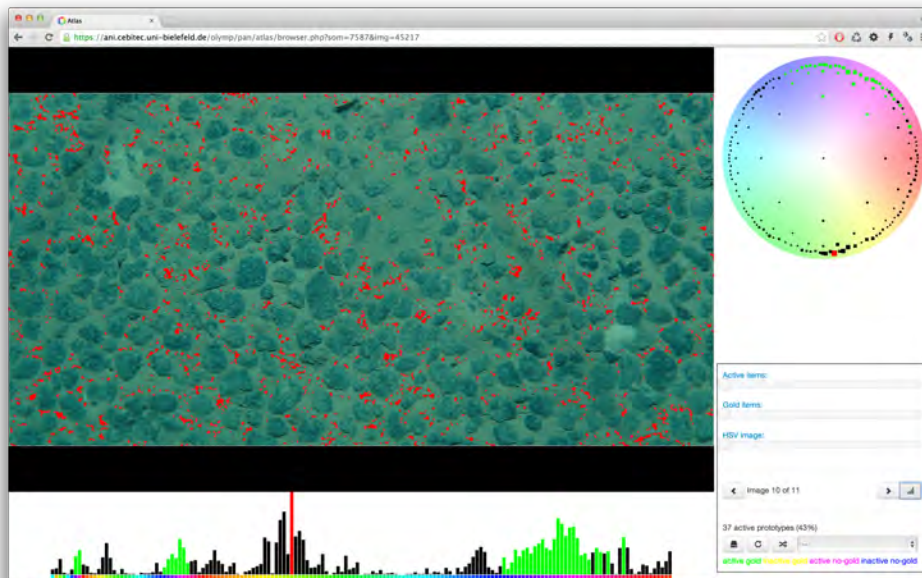 Atlas
https://ani.cebitec.uni-bielefeld.de/olymp/pan/atlas/browser.php?som=7587&img=45217
Active items:
Gold items:
HSV image:
Image 10 of 11
37 active prototypes (43%)
active gold inactive gold active no-gold inactive no-gold